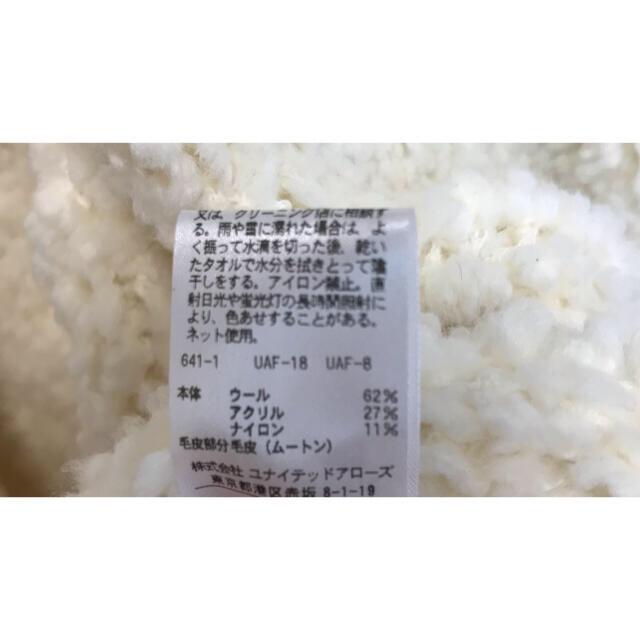 又は クリーニング店に相談す
る。雨や雪に濡れた場合は よ
く振って水滴を切った後、乾い
たタオルで水分を拭きとって陰
干しをする。アイロン禁止。直
射日光や蛍光灯の長時間照射に
より、色あせすることがある。
ネット使用。
641-1 UAF-18 UAF-8
本体 ウール 62%
アクリル 27%
ナイロン 11%
毛皮部分毛皮（ムートン）
株式会社 ユナイテッドアローズ
東京都港区赤坂 8-1-19